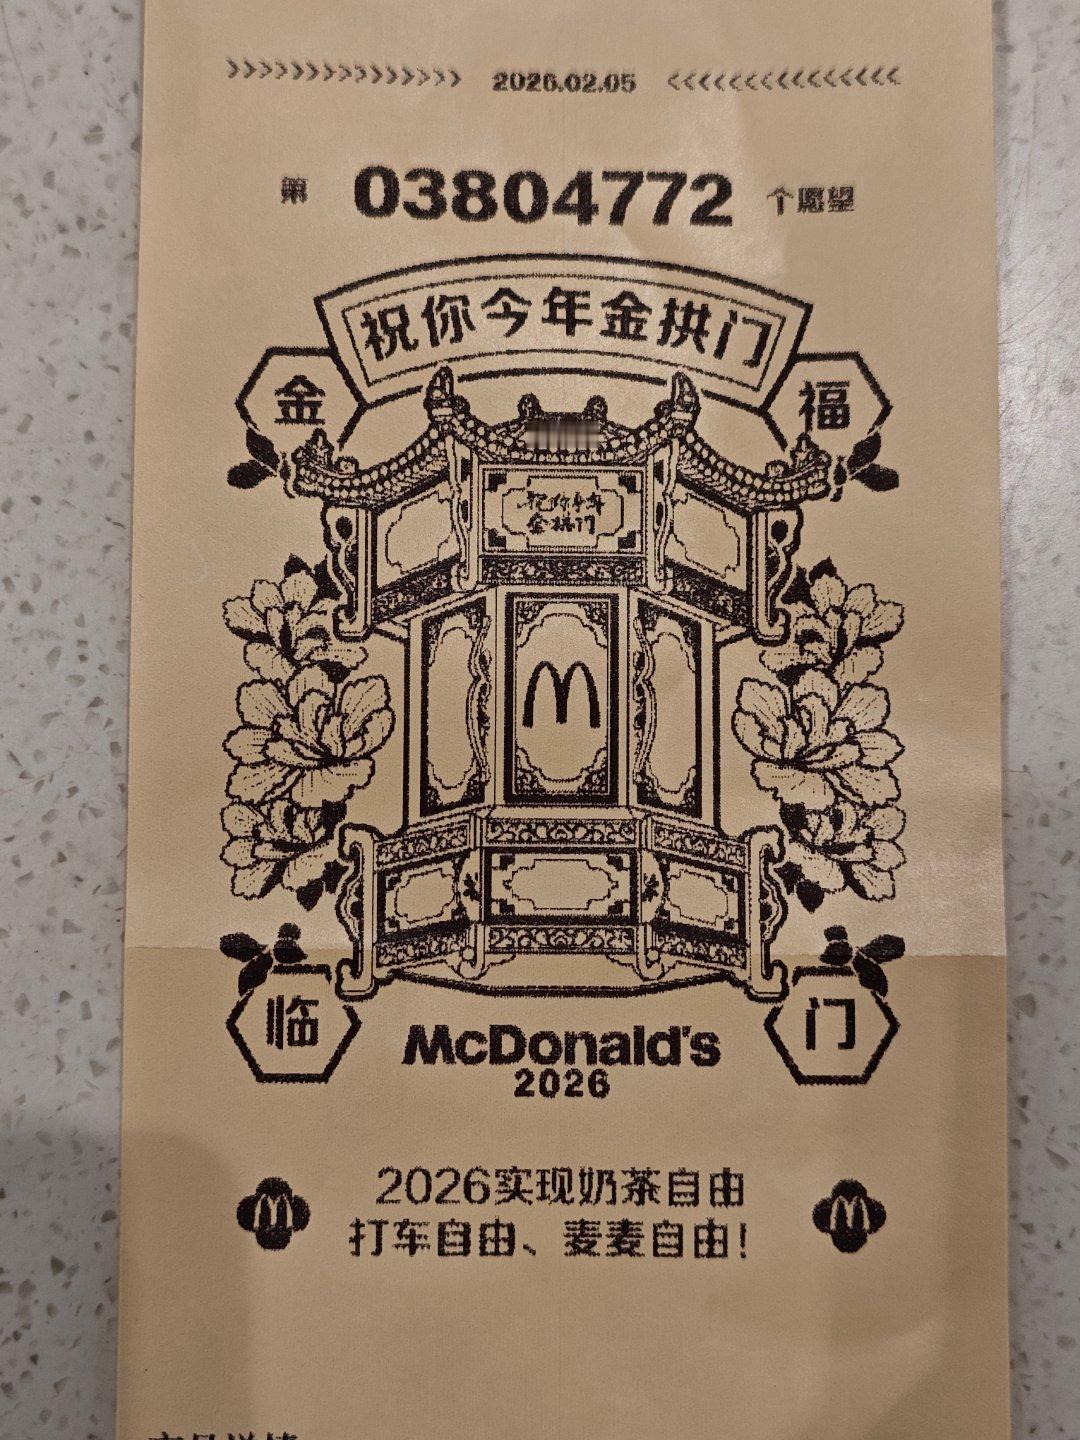 2026.02.05
第 03804772 个愿望
祝你今年金拱门
金 福
祝你今年
金拱门
临 门
McDonald's
2026
2026实现奶茶自由
打车自由、麦麦自由!